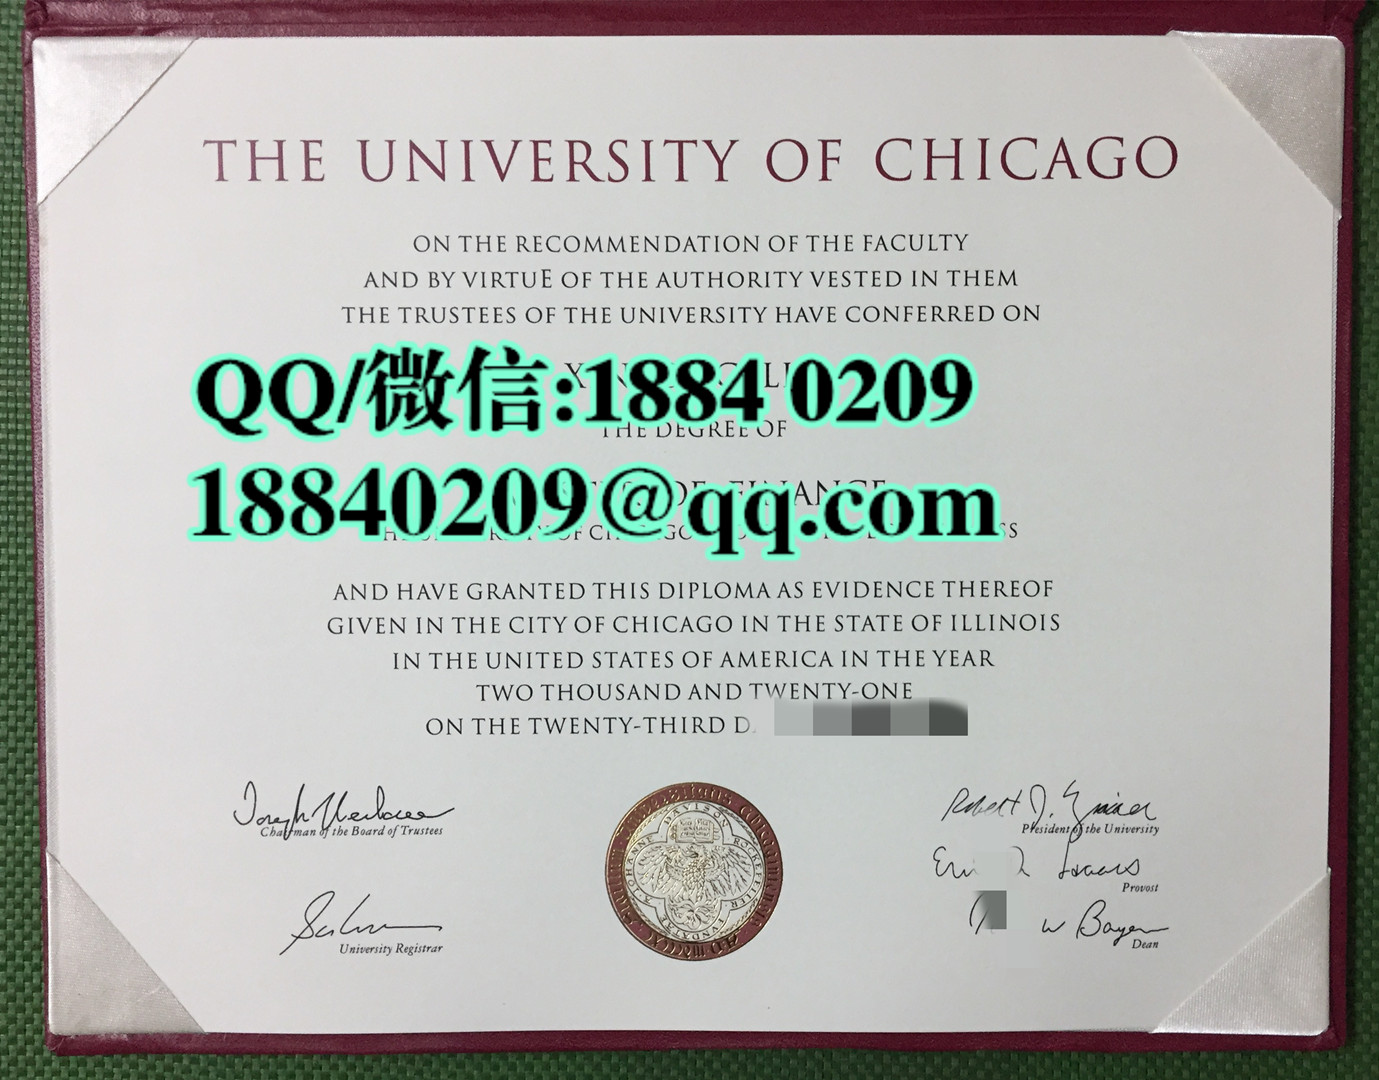 THE UNIVERSITY OF CHICAGO
ON THE RECOMMENDATION OF THE FACULTY
AND BY VIRTUE OF THE AUTHORITY VESTED IN THEM
THE TRUSTEES OF THE UNIVERSITY HAVE CONFERRED ON
QQ/微信:1884 0209
THE DEGREE OF
18840209@qq.com
OF FINANCE
OF
AND HAVE GRANTED THIS DIPLOMA AS EVIDENCE THEREOF
GIVEN IN THE CITY OF CHICAGO IN THE STATE OF ILLINOIS
IN THE UNITED STATES OF AMERICA IN THE YEAR
TWO THOUSAND AND TWENTY-ONE
ON THE TWENTY-THIRD
Chairman of the Board of Trustees
University Registrar
Robert J.
President of the University
Provost
W
Dean